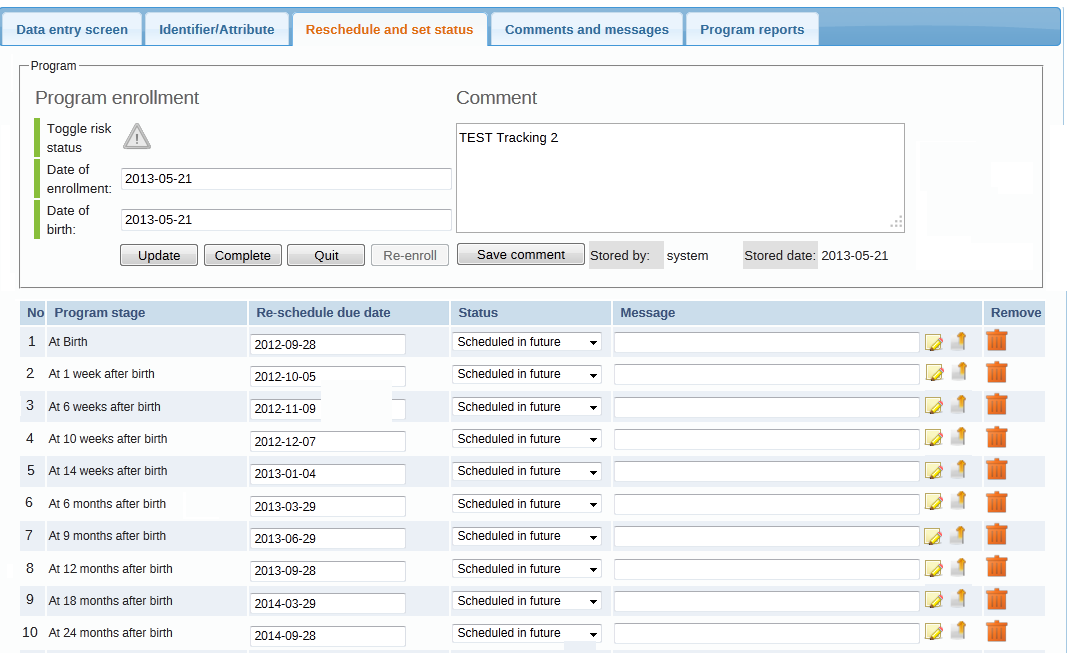 Data entry screen Identifier/Attribute Reschedule and set status Comments and messages Program reports
Program
Program enrollment Comment
Toggle risk
status
TEST Tracking 2
Date of
enrollment:
2013-05-21
Date of
birth:
2013-05-21
Update Complete Quit Re-enroll Save comment Stored by: system Stored date: 2013-05-21
No Program stage Re-schedule due date Status Message Remove
1 At Birth 2012-09-28 Scheduled in future
2 At 1 week after birth 2012-10-05 Scheduled in future
3 At 6 weeks after birth 2012-11-09 Scheduled in future
4 At 10 weeks after birth 2012-12-07 Scheduled in future
5 At 14 weeks after birth 2013-01-04 Scheduled in future
6 At 6 months after birth 2013-03-29 Scheduled in future
7 At 9 months after birth 2013-06-29 Scheduled in future
8 At 12 months after birth 2013-09-28 Scheduled in future
9 At 18 months after birth 2014-03-29 Scheduled in future
10 At 24 months after birth 2014-09-28 Scheduled in future